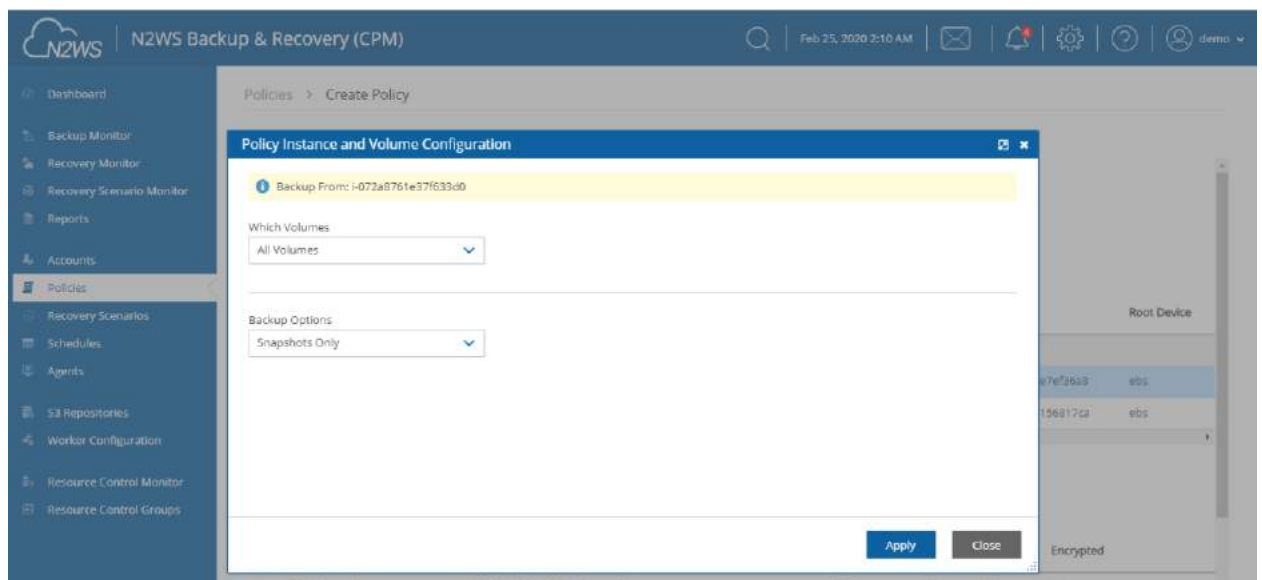 N2WS
N2WS Backup & Recovery (CPM)
Feb 25, 2020 2:10 AM
demo
Dashboard
Backup Monitor
Recovery Monitor
Recovery Scenario Monitor
Reports
Accounts
Policies
Recovery Scenarios
Schedules
Agents
S3 Repositories
Worker Configuration
Resource Control Monitor
Resource Control Groups
Policies > Create Policy
Policy Instance and Volume Configuration
Backup From: i-072a8761e37f633d0
Which Volumes
All Volumes
Backup Options
Snapshots Only
Apply
Close
Root Device
e7ef36a8 ebs
156817ca ebs
Encrypted